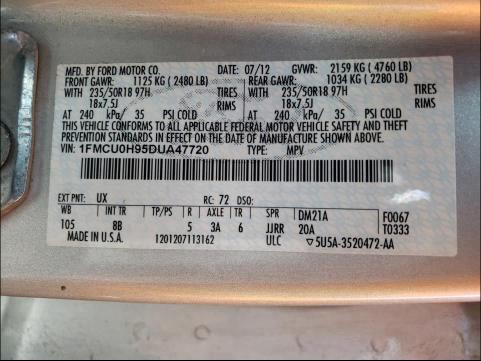 MFD. BY FORD MOTOR CO. DATE: 07/12 GVWR: 2159 KG ( 4760 LB)
FRONT GAWR: 1125 KG ( 2480 LB) REAR GAWR: 1034 KG ( 2280 LB)
WITH 235/50R18 97H TIRES WITH 235/50R18 97H TIRES
18x7.5J RIMS 18x7.5J RIMS
AT 240 kPa/ 35 PSI COLD AT 240 kPa/ 35 PSI COLD
THIS VEHICLE CONFORMS TO ALL APPLICABLE FEDERAL MOTOR VEHICLE SAFETY AND THEFT PREVENTION STANDARDS IN EFFECT ON THE DATE OF MANUFACTURE SHOWN ABOVE.
VIN: 1FMCU0H95DUA47720 TYPE: MPV
EXT PNT: UX RC: 72 DSO:
WB INT TR TP/PS R AXLE TR SPR DM21A F0067
105 8B 5 3A 6 JJRR 20A T0333
MADE IN U.S.A. 1201207113162 ULC ▽5U5A-3520472-AA